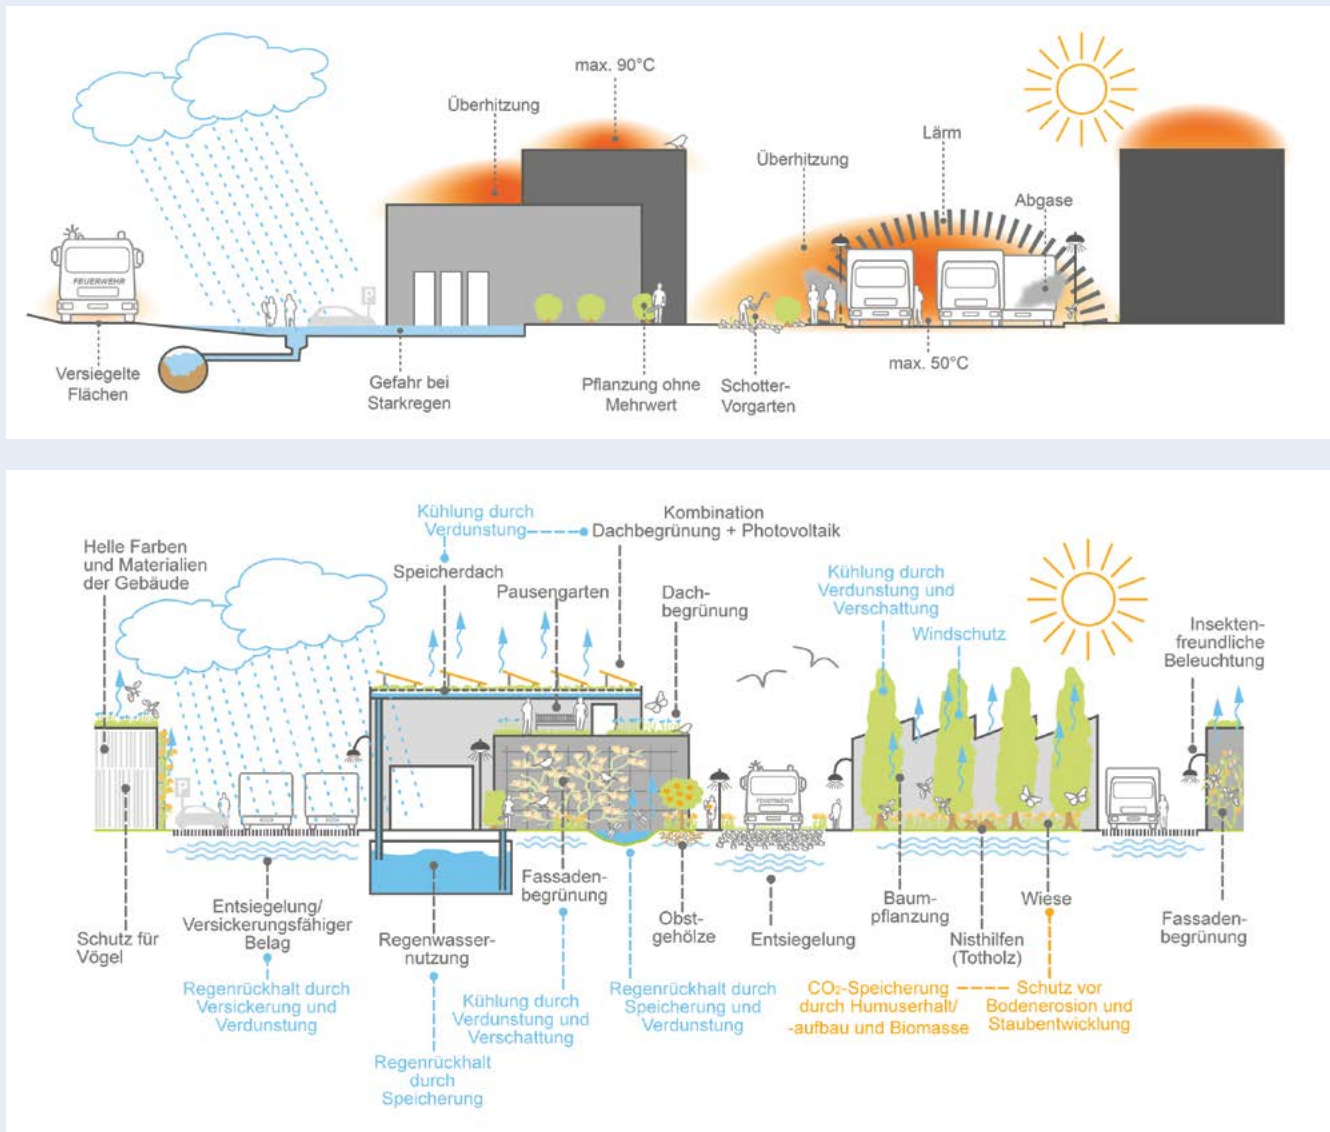 max. 90°C
Überhitzung
Lärm
Überhitzung
Abgase
FEUERWEHR
P
max. 50°C
Versiegelte
Flächen
Gefahr bei
Starkregen
Pflanzung ohne
Mehrwert
Schotter-
Vorgarten
Kühlung durch
Verdunstung
Kombination
Dachbegrünung + Photovoltaik
Helle Farben
und Materialien
der Gebäude
Speicherdach
Pausengarten
Dach-
begrünung
Kühlung durch
Verdunstung und
Verschattung
Windschutz
Insekten-
freundliche
Beleuchtung
P
FEUERWEHR
Schutz für
Vögel
Entsiegelung/
Versickerungsfähiger
Belag
Regenrückhalt durch
Versickerung und
Verdunstung
Regenwasser-
nutzung
Regenrückhalt
durch
Speicherung
Fassaden-
begrünung
Kühlung durch
Verdunstung und
Verschattung
Obst-
gehölze
Regenrückhalt durch
Speicherung und
Verdunstung
Entsiegelung
Baum-
pflanzung
Nisthilfen
(Totholz)
Wiese
CO₂-Speicherung
durch Humuserhalt/
-aufbau und Biomasse
Schutz vor
Bodenerosion und
Staubentwicklung
Fassaden-
begrünung